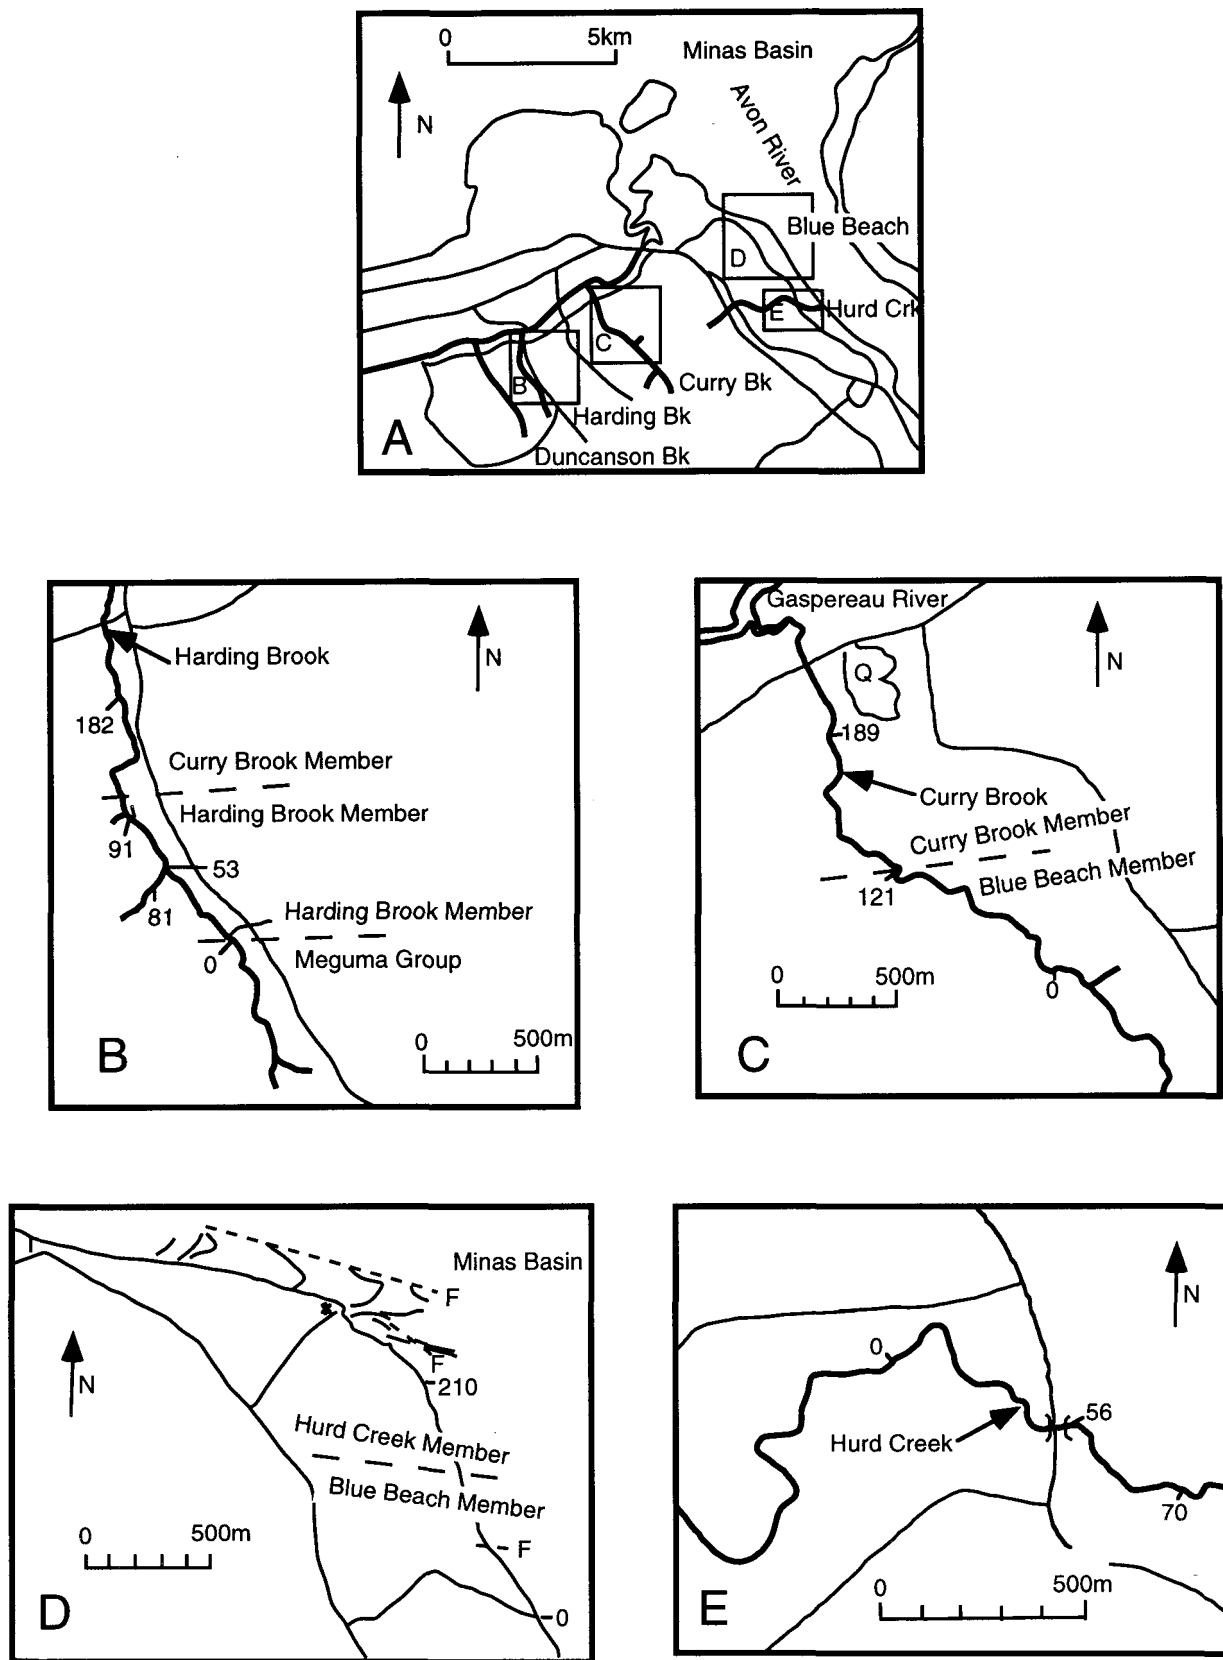 0 5km
Minas Basin
N
Avon River
Blue Beach
D
E
Hurd Crk
C
B
Curry Bk
Harding Bk
A
Duncanson Bk
Harding Brook
N
182
Curry Brook Member
Harding Brook Member
91
53
81
Harding Brook Member
0
Meguma Group
B
0 500m
Gaspereau River
Q
N
189
Curry Brook
Curry Brook Member
Blue Beach Member
121
0 500m
0
C
Minas Basin
F
F
N
210
Hurd Creek Member
Blue Beach Member
0 500m
F
D
0
N
0
56
Hurd Creek
70
E
0 500m